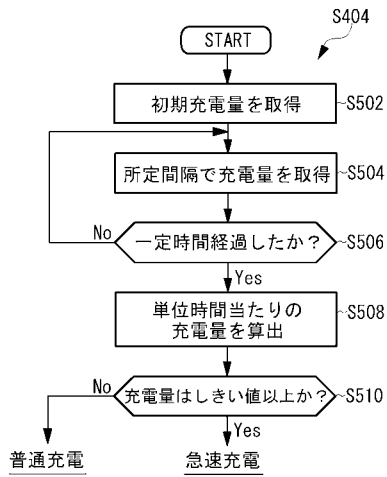 S404
START
初期充電量を取得
S502
所定間隔で充電量を取得
S504
一定時間経過したか？
S506
No
Yes
単位時間当たりの
充電量を算出
S508
充電量はしきい値以上か？
S510
No
Yes
普通充電
急速充電